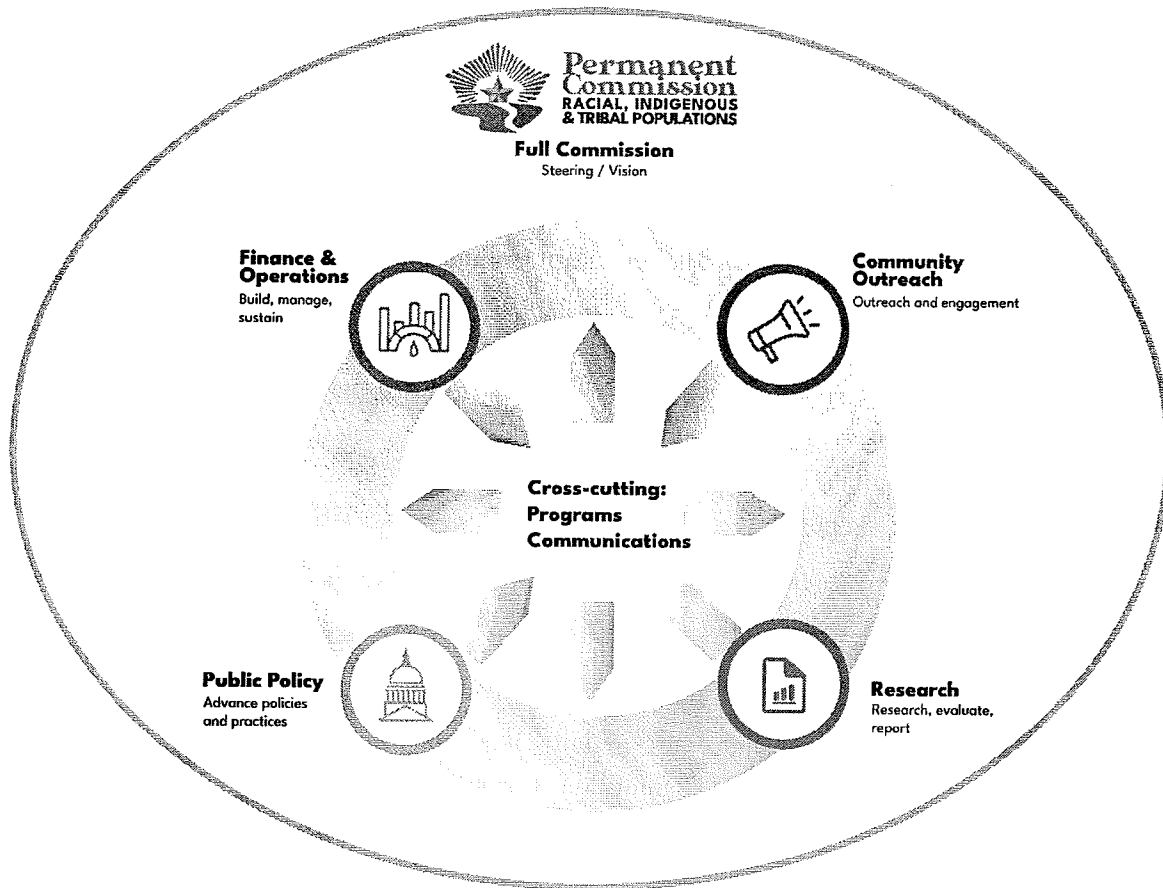 Permanent
Commission
RACIAL, INDIGENOUS
& TRIBAL POPULATIONS
Full Commission
Steering / Vision
Finance &
Operations
Build, manage,
sustain
Community
Outreach
Outreach and engagement
Cross-cutting:
Programs
Communications
Public Policy
Advance policies
and practices
Research
Research, evaluate,
report